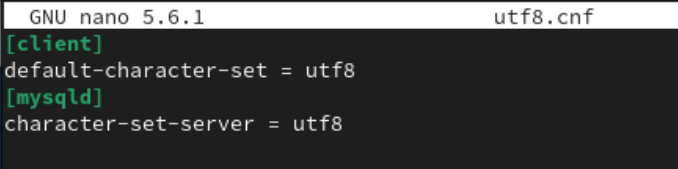 GNU nano 5.6.1 utf8.cnf
[client]
default-character-set = utf8
[mysqld]
character-set-server = utf8